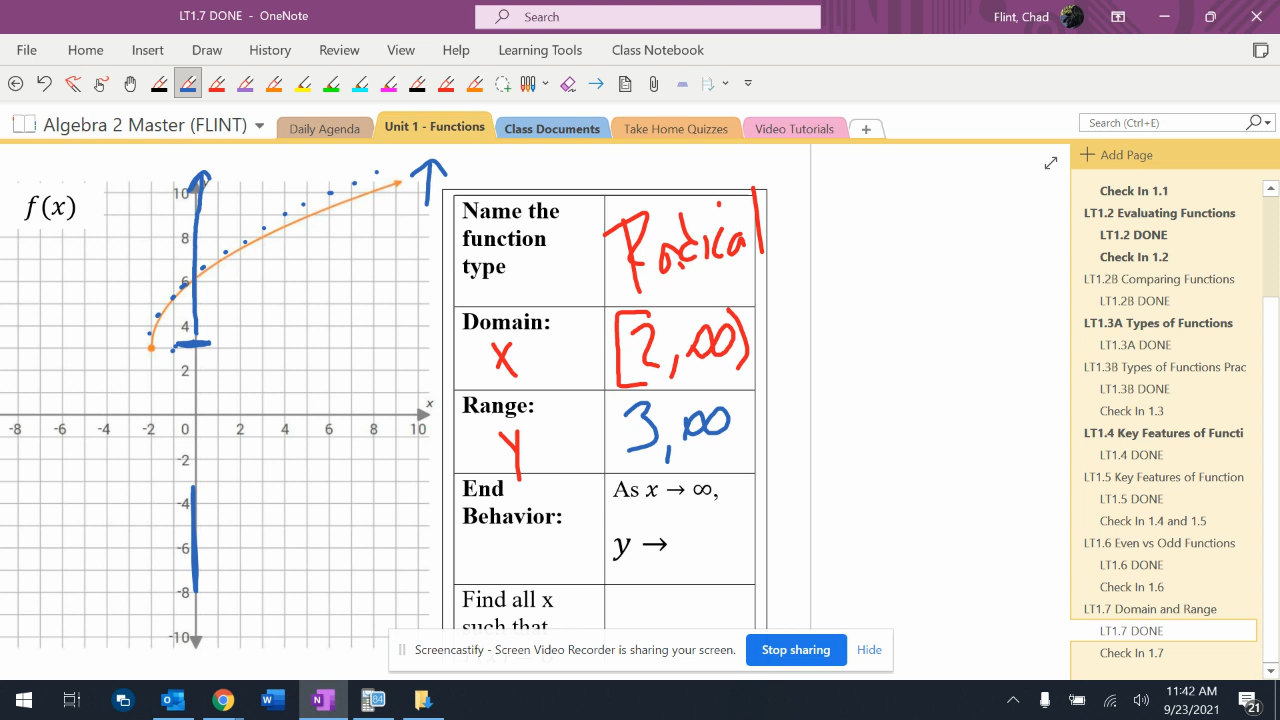 LT1.7 DONE - OneNote
Search
Flint, Chad
File Home Insert Draw History Review View Help Learning Tools Class Notebook
Algebra 2 Master (FLINT)
Daily Agenda
Unit 1 - Functions
Class Documents
Take Home Quizzes
Video Tutorials
+
Search (Ctrl+E)
f(x)
10
8
6
4
2
x
-8 -6 -4 -2 0 2 4 6 8 10
-2
-4
-6
-8
-10
Name the
function
type
Radical
Domain:
x
[2, ∞)
Range:
y
3, ∞
End
Behavior:
As x → ∞,
y →
Find all x
such that
Add Page
Check In 1.1
LT1.2 Evaluating Functions
LT1.2 DONE
Check In 1.2
LT1.2B Comparing Functions
LT1.2B DONE
LT1.3A Types of Functions
LT1.3A DONE
LT1.3B Types of Functions Prac
LT1.3B DONE
Check In 1.3
LT1.4 Key Features of Functi
LT1.4 DONE
LT1.5 Key Features of Function
LT1.5 DONE
Check In 1.4 and 1.5
LT1.6 Even vs Odd Functions
LT1.6 DONE
Check In 1.6
LT1.7 Domain and Range
LT1.7 DONE
Check In 1.7
Screencastify - Screen Video Recorder is sharing your screen.
Stop sharing
Hide
11:42 AM
9/23/2021
21